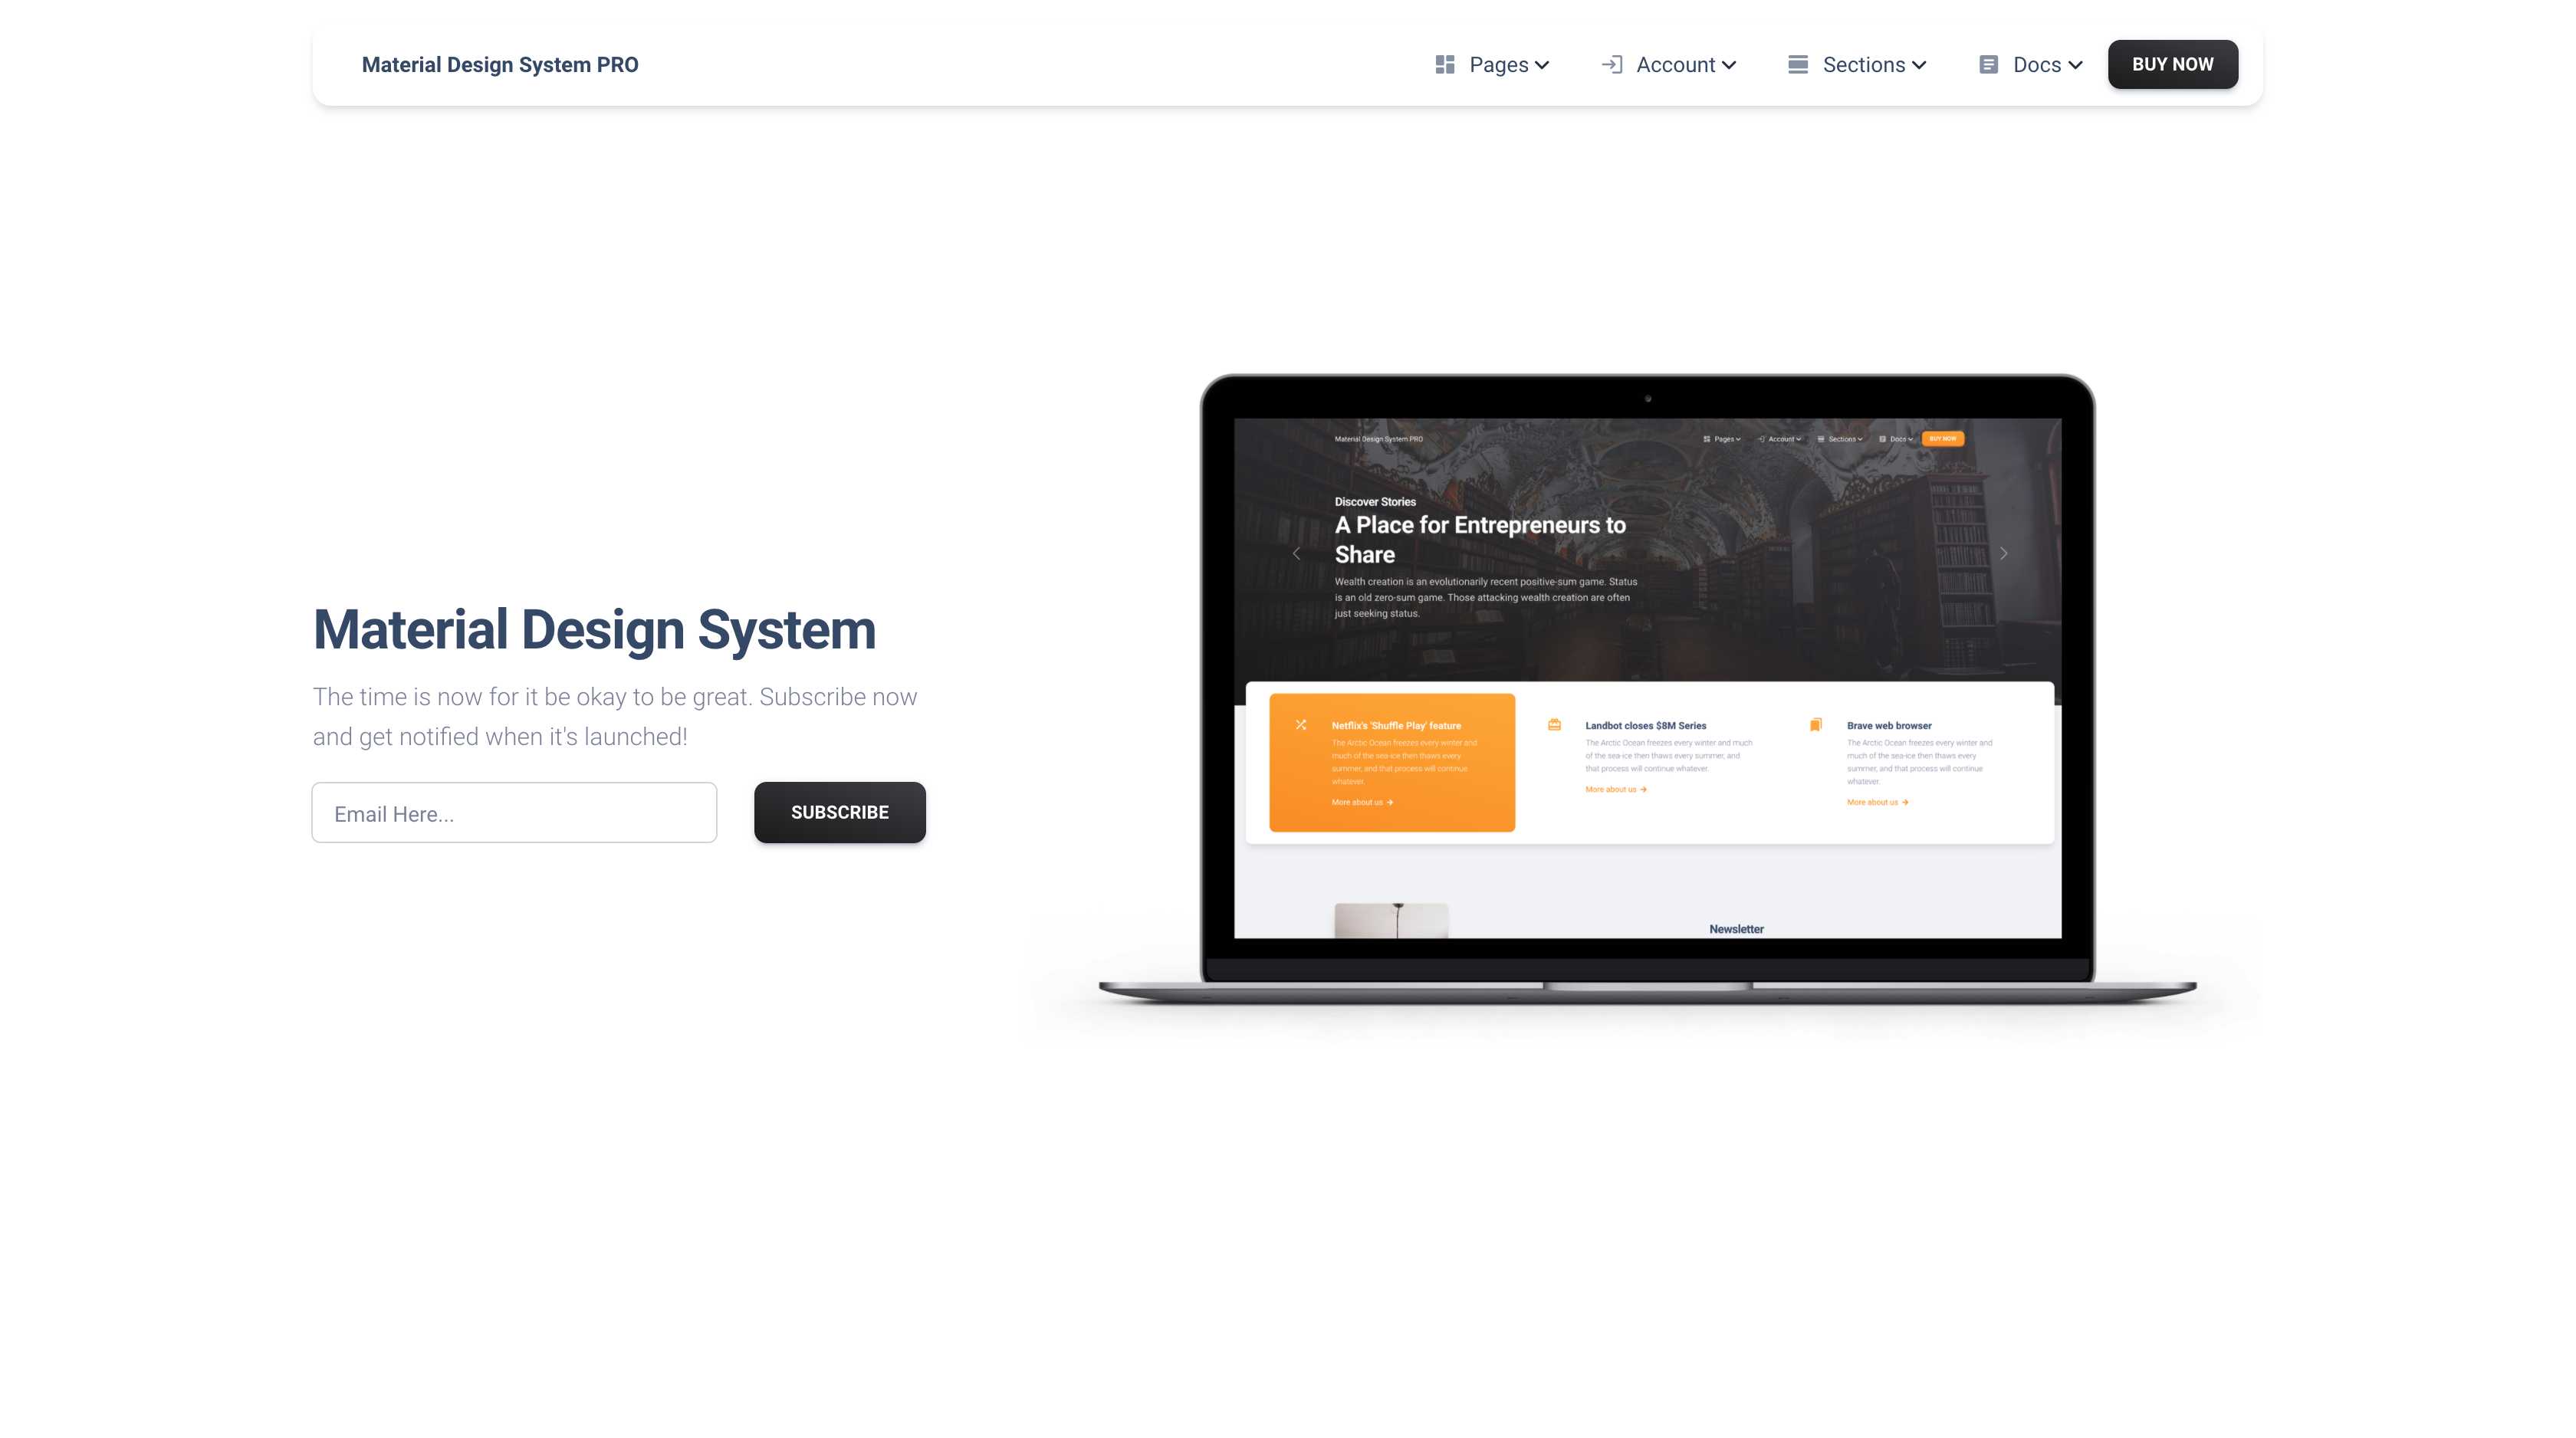 Material Design System PRO
Pages
Account
Sections
Docs
BUY NOW
Material Design System
The time is now for it be okay to be great. Subscribe now
and get notified when it's launched!
Email Here...
SUBSCRIBE
Material Design System PRO
Pages
Account
Sections
Docs
BUY NOW
Discover Stories
A Place for Entrepreneurs to
Share
Wealth creation is an evolutionarily recent positive-sum game. Status
is an old zero-sum game. Those attacking wealth creation are often
just seeking status.
Netflix's 'Shuffle Play' feature
The Arctic Ocean freezes every winter and
much of the sea-ice then thaws every
summer, and that process will continue
whatever.
More about us
Landbot closes $8M Series
The Arctic Ocean freezes every winter and much
of the sea-ice then thaws every summer, and
that process will continue whatever.
More about us
Brave web browser
The Arctic Ocean freezes every winter and
much of the sea-ice then thaws every
summer, and that process will continue
whatever.
More about us
Newsletter